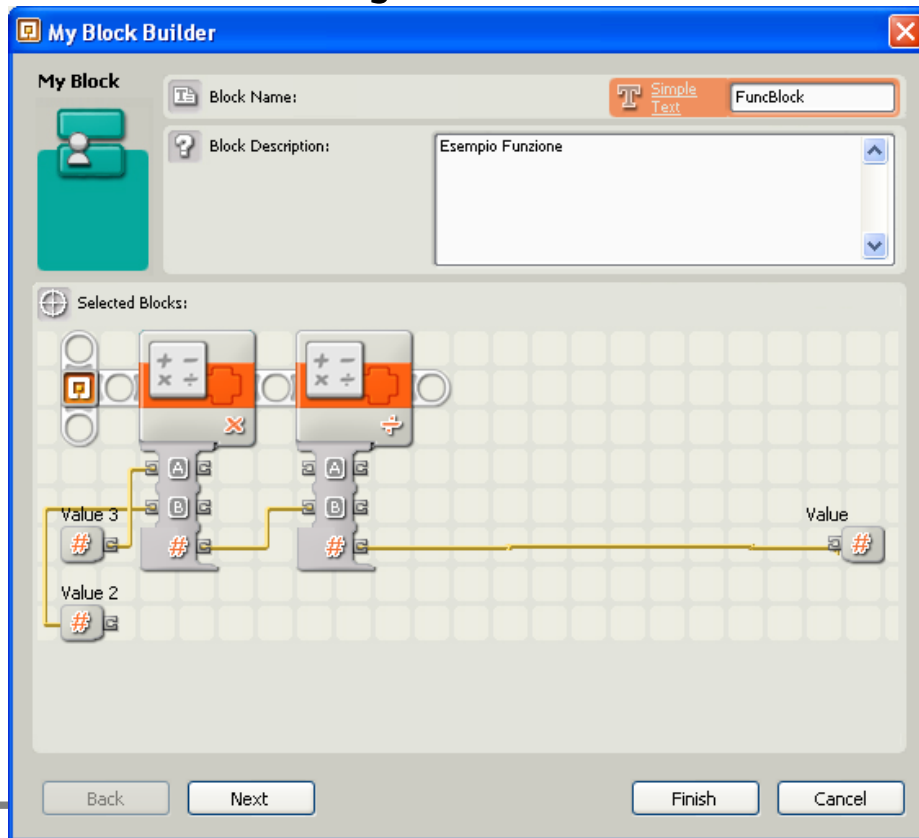 My Block Builder
My Block
Block Name:
Simple
Text
FuncBlock
Block Description:
Esempio Funzione
Selected Blocks:
A
A
B
B
Value 3
Value
#
#
#
#
Value 2
#
Back
Next
Finish
Cancel